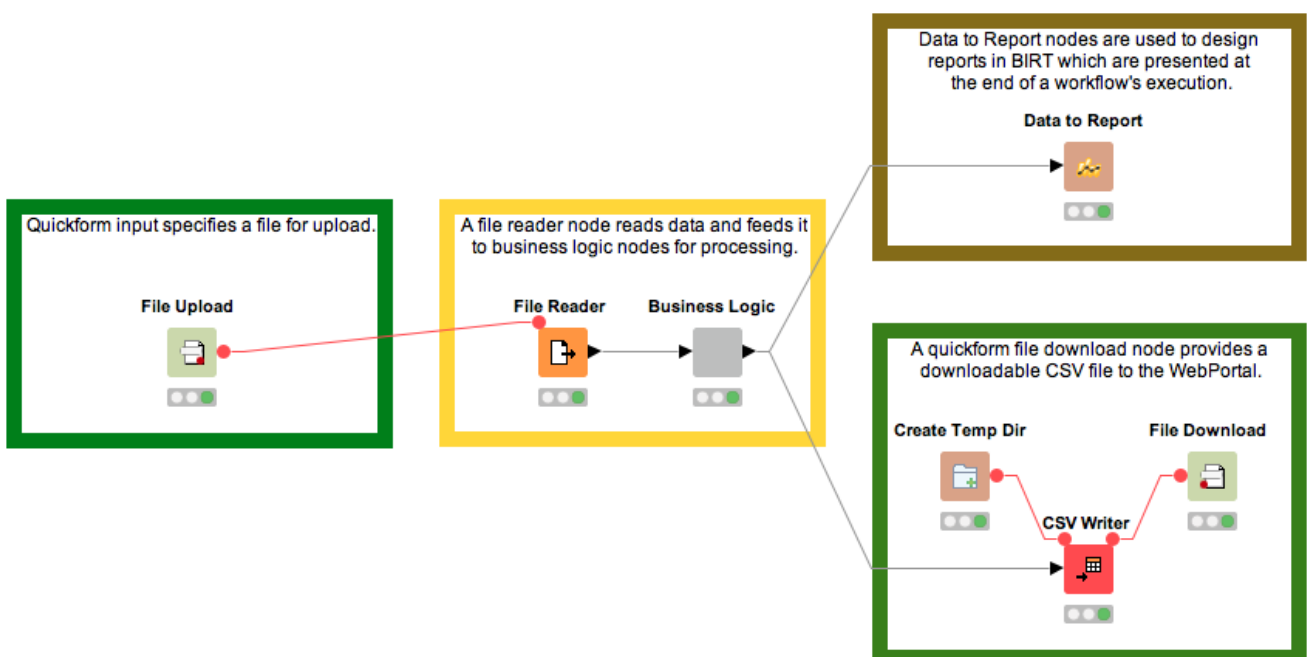 Data to Report nodes are used to design
reports in BIRT which are presented at
the end of a workflow's execution.
Data to Report
Quickform input specifies a file for upload.
File Upload
A file reader node reads data and feeds it
to business logic nodes for processing.
File Reader
Business Logic
A quickform file download node provides a
downloadable CSV file to the WebPortal.
Create Temp Dir
File Download
CSV Writer